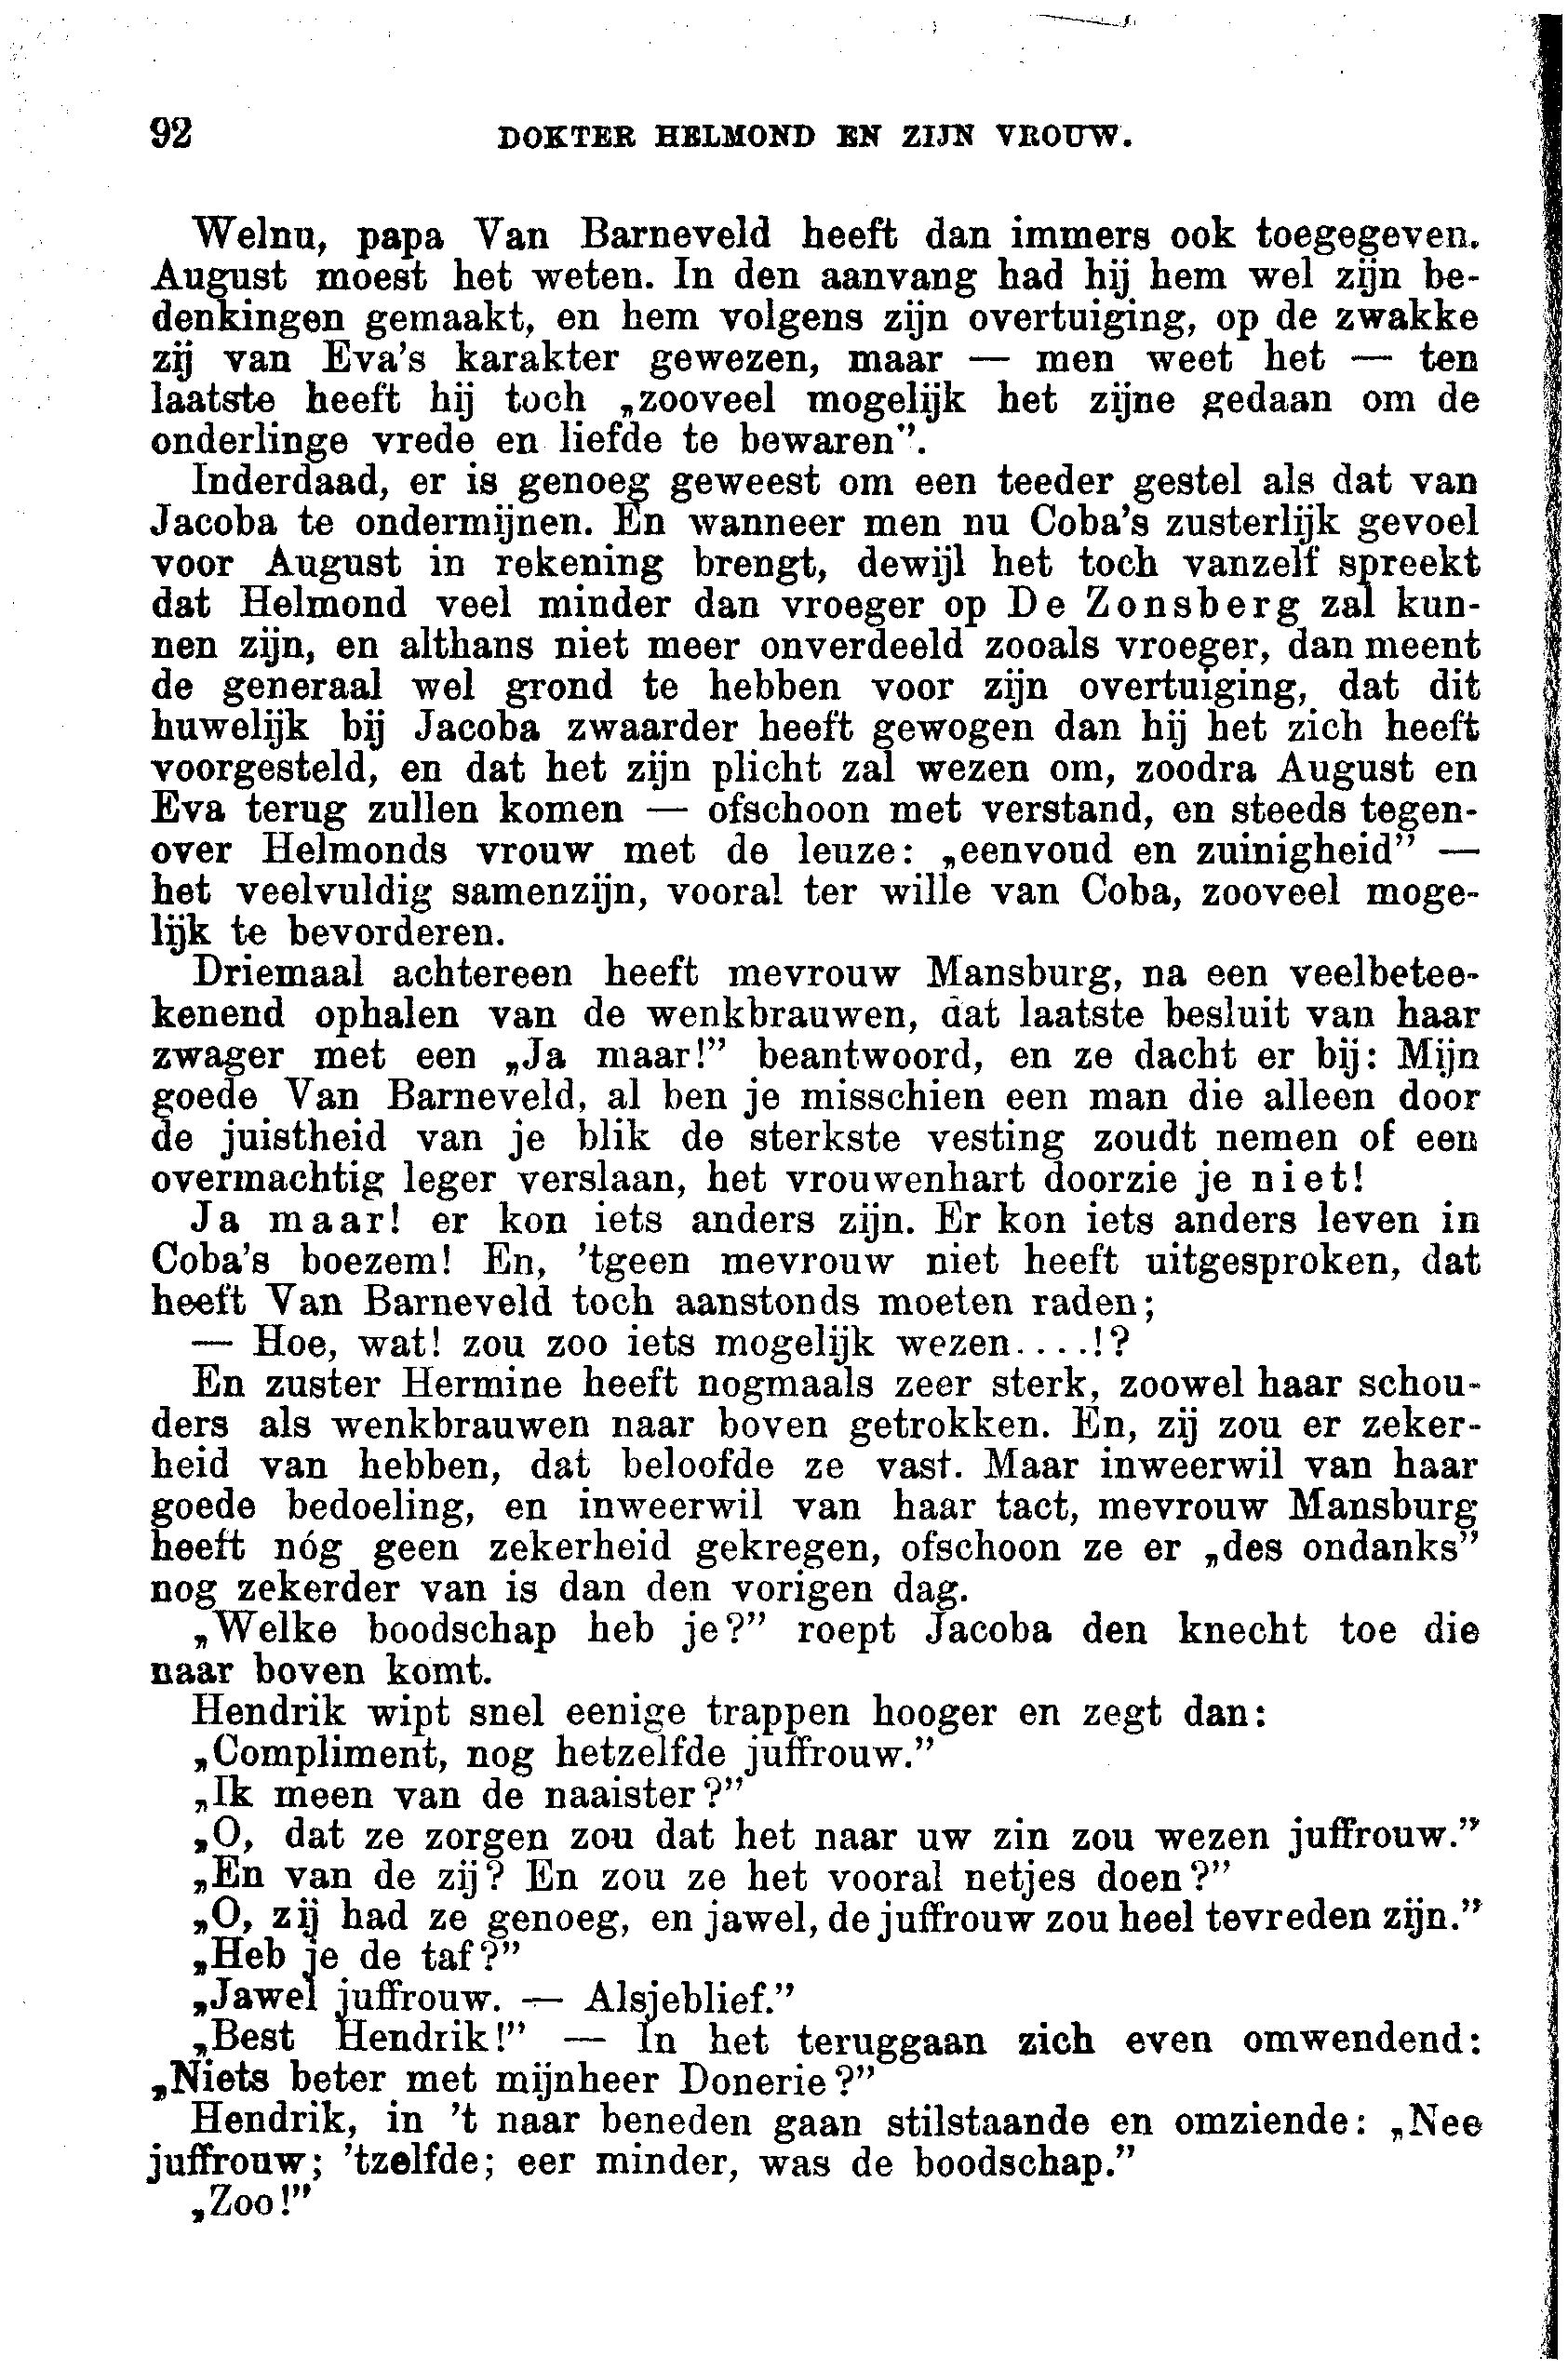 92 DOKTER HELMOND EN ZIJN VROUW.
Welnu, papa Van Barneveld heeft dan immers ook toegegeven.
August moest het weten. In den aanvang had hij hem wel zijn be-
denkingen gemaakt, en hem volgens zijn overtuiging, op de zwakke
zij van Eva's karakter gewezen, maar — men weet het — ten
laatste heeft hij toch „zooveel mogelijk het zijne gedaan om de
onderlinge vrede en liefde te bewaren”.
Inderdaad, er is genoeg geweest om een teeder gestel als dat van
Jacoba te ondermijnen. En wanneer men nu Coba's zusterlijk gevoel
voor August in rekening brengt, dewijl het toch vanzelf spreekt
dat Helmond veel minder dan vroeger op De Zonsberg zal kun-
nen zijn, en althans niet meer onverdeeld zooals vroeger, dan meent
de generaal wel grond te hebben voor zijn overtuiging, dat dit
huwelijk bij Jacoba zwaarder heeft gewogen dan hij het zich heeft
voorgesteld, en dat het zijn plicht zal wezen om, zoodra August en
Eva terug zullen komen — ofschoon met verstand, en steeds tegen-
over Helmonds vrouw met de leuze: „eenvoud en zuinigheid” —
het veelvuldig samenzijn, vooral ter wille van Coba, zooveel moge-
lijk te bevorderen.
Driemaal achtereen heeft mevrouw Mansburg, na een veelbetee-
kenend ophalen van de wenkbrauwen, dat laatste besluit van haar
zwager met een „Ja maar!” beantwoord, en ze dacht er bij: Mijn
goede Van Barneveld, al ben je misschien een man die alleen door
de juistheid van je blik de sterkste vesting zoudt nemen of een
overmachtig leger verslaan, het vrouwenhart doorzie je niet!
Ja maar! er kon iets anders zijn. Er kon iets anders leven in
Coba's boezem! En, 'tgeen mevrouw niet heeft uitgesproken, dat
heeft Van Barneveld toch aanstonds moeten raden;
— Hoe, wat! zou zoo iets mogelijk wezen....!?
En zuster Hermine heeft nogmaals zeer sterk, zoowel haar schou-
ders als wenkbrauwen naar boven getrokken. En, zij zou er zeker-
heid van hebben, dat beloofde ze vast. Maar inweerwil van haar
goede bedoeling, en inweerwil van haar tact, mevrouw Mansburg
heeft nóg geen zekerheid gekregen, ofschoon ze er „des ondanks”
nog zekerder van is dan den vorigen dag.
„Welke boodschap heb je?” roept Jacoba den knecht toe die
naar boven komt.
Hendrik wipt snel eenige trappen hooger en zegt dan:
„Compliment, nog hetzelfde juffrouw.”
„Ik meen van de naaister?”
„O, dat ze zorgen zou dat het naar uw zin zou wezen juffrouw.”
„En van de zij? En zou ze het vooral netjes doen?”
„O, zij had ze genoeg, en jawel, de juffrouw zou heel tevreden zijn.”
„Heb je de taf?”
„Jawel juffrouw. — Alsjeblief.”
„Best Hendrik!” — In het teruggaan zich even omwendend:
„Niets beter met mijnheer Donerie?”
Hendrik, in 't naar beneden gaan stilstaande en omziende: „Nee
juffrouw; 'tzelfde; eer minder, was de boodschap.”
„Zoo!”